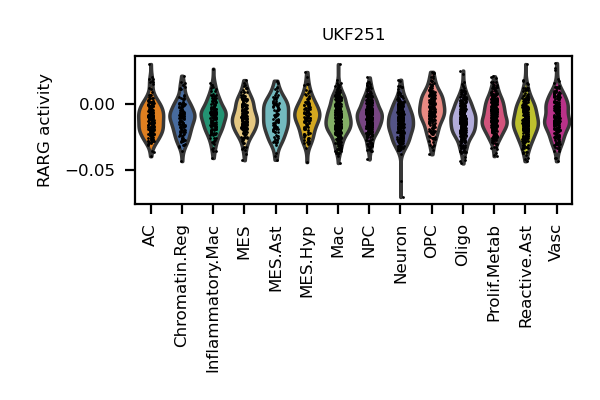 UKF251
RARG activity
0.00
−0.05
AC
Chromatin.Reg
Inflammatory.Mac
MES
MES.Ast
MES.Hyp
Mac
NPC
Neuron
OPC
Oligo
Prolif.Metab
Reactive.Ast
Vasc